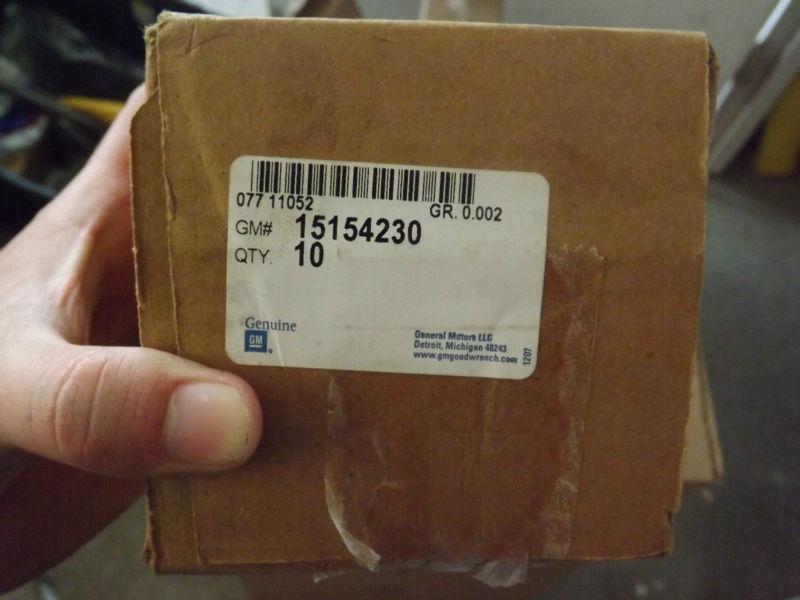 077 11052
GR. 0.002
GM# 15154230
QTY. 10
Genuine
GM
General Motors LLC
Detroit, Michigan 48243
www.gmgoodwrench.com
1207